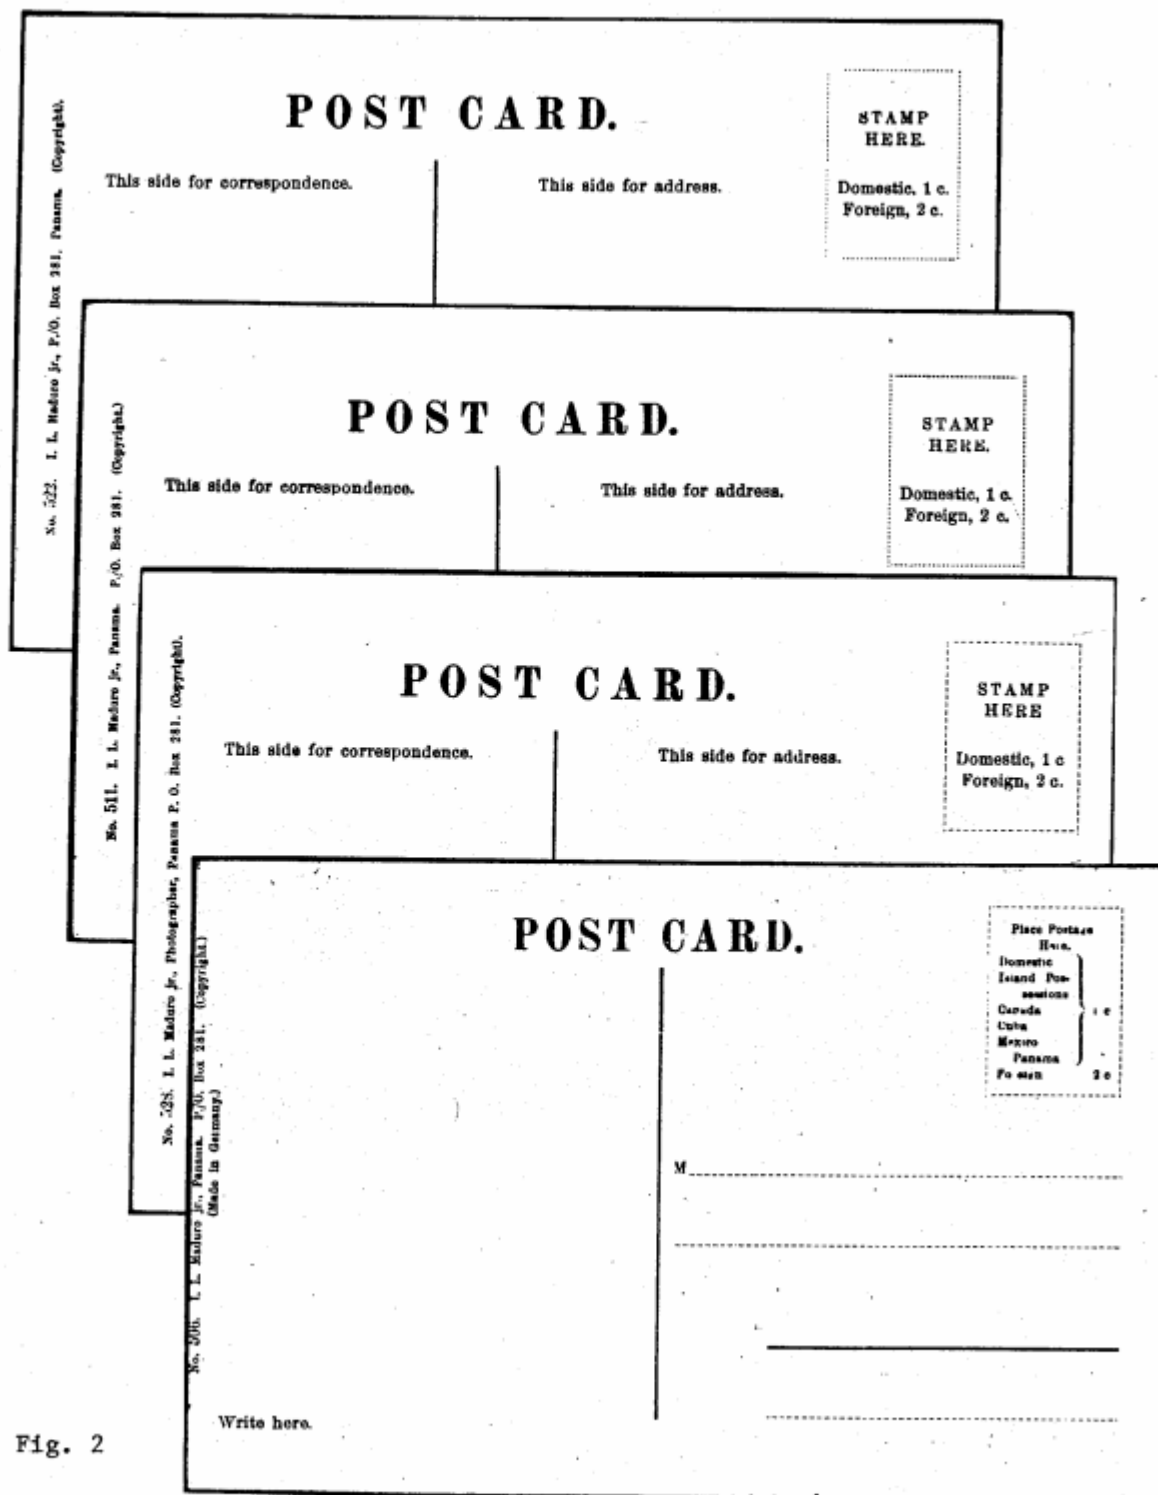 POST CARD.
This side for correspondence.
This side for address.
STAMP
HERE.
Domestic, 1 c.
Foreign, 2 c.
No. 522. I. L. Maduro jr., P./O. Box 281, Panama. (Copyright).
POST CARD.
This side for correspondence.
This side for address.
STAMP
HERE.
Domestic, 1 c.
Foreign, 2 c.
No. 511. I. L. Maduro jr., Panama. P./O. Box 281. (Copyright.)
POST CARD.
This side for correspondence.
This side for address.
STAMP
HERE
Domestic, 1 c
Foreign, 2 c.
No. 528. I. L. Maduro jr., Photographer, Panama P. O. Box 281. (Copyright).
POST CARD.
Place Postage
Here.
Domestic
Island Pos-
sessions
Canada
Cuba
Mexico
Panama
1 c
Foreign 2 c
No. I. L. Maduro jr., Panama. P./O. Box 281. (Copyright.)
(Made in Germany.)
M
Write here.
Fig. 2